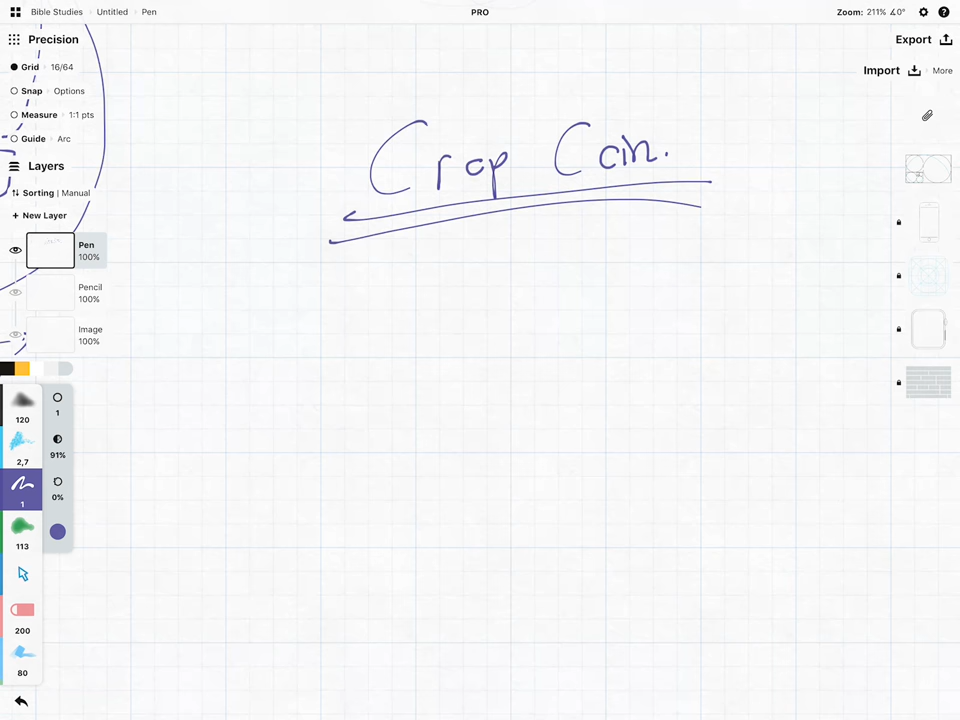 Bible Studies › Untitled › Pen
PRO
Zoom: 211% ∡0°
Precision
Export
Grid › 16/64
Import
More
Snap › Options
Measure › 1:1 pts
Guide › Arc
Layers
Sorting | Manual
+ New Layer
Pen
100%
Pencil
100%
Image
100%
120
1
2,7
91%
1
0%
113
200
80
Crop Coin.